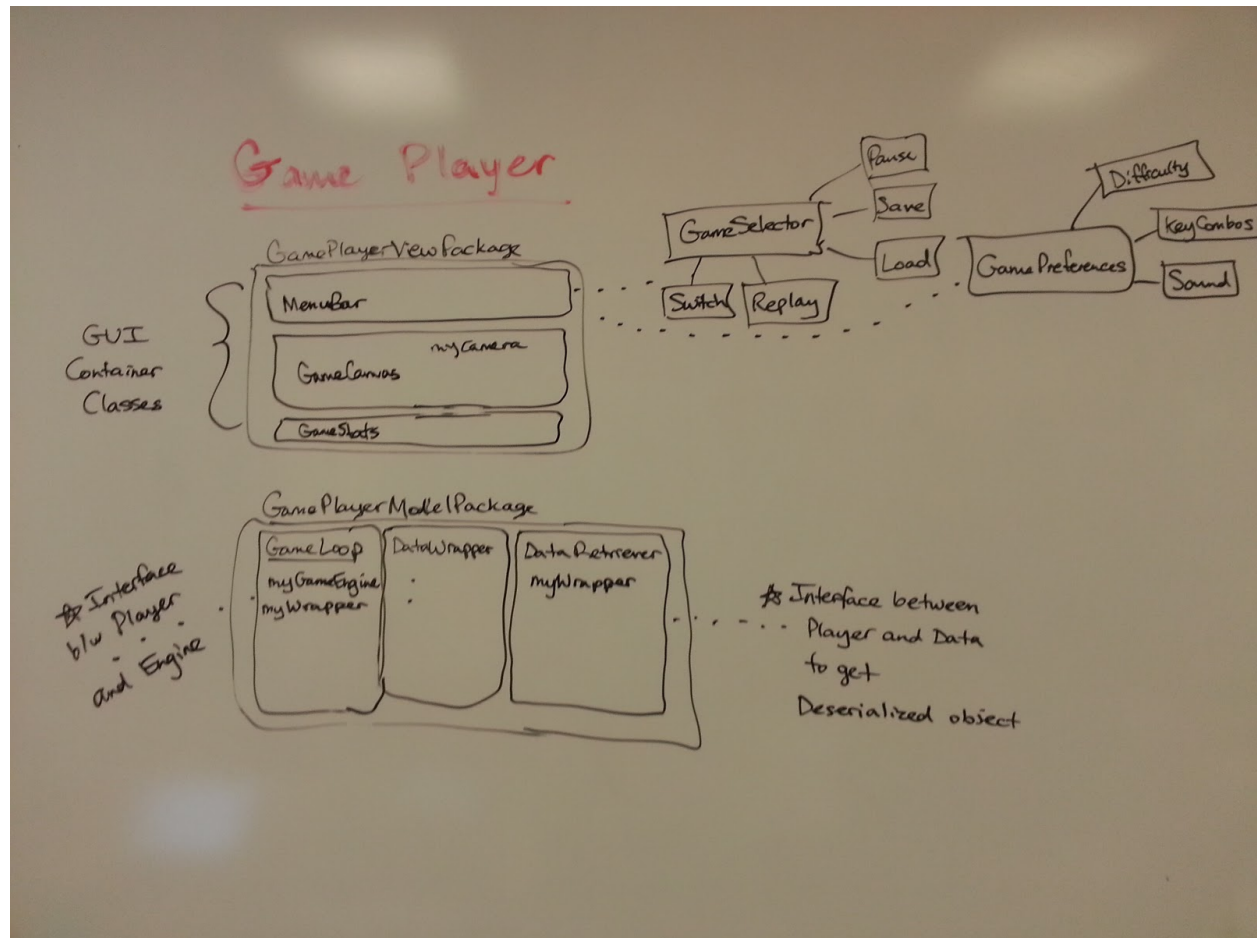 Game Player
GamePlayerViewPackage
MenuBar
myCamera
GameCanvas
GameStats
GUI
Container
Classes
GameSelector
Pause
Save
Load
Switch
Replay
GamePreferences
Difficulty
KeyCombos
Sound
GamePlayerModelPackage
GameLoop
myGameEngine
myWrapper
DataWrapper
DataRetriever
myWrapper
☆ Interface
b/w Player
and Engine
☆ Interface between
Player and Data
to get
Deserialized object